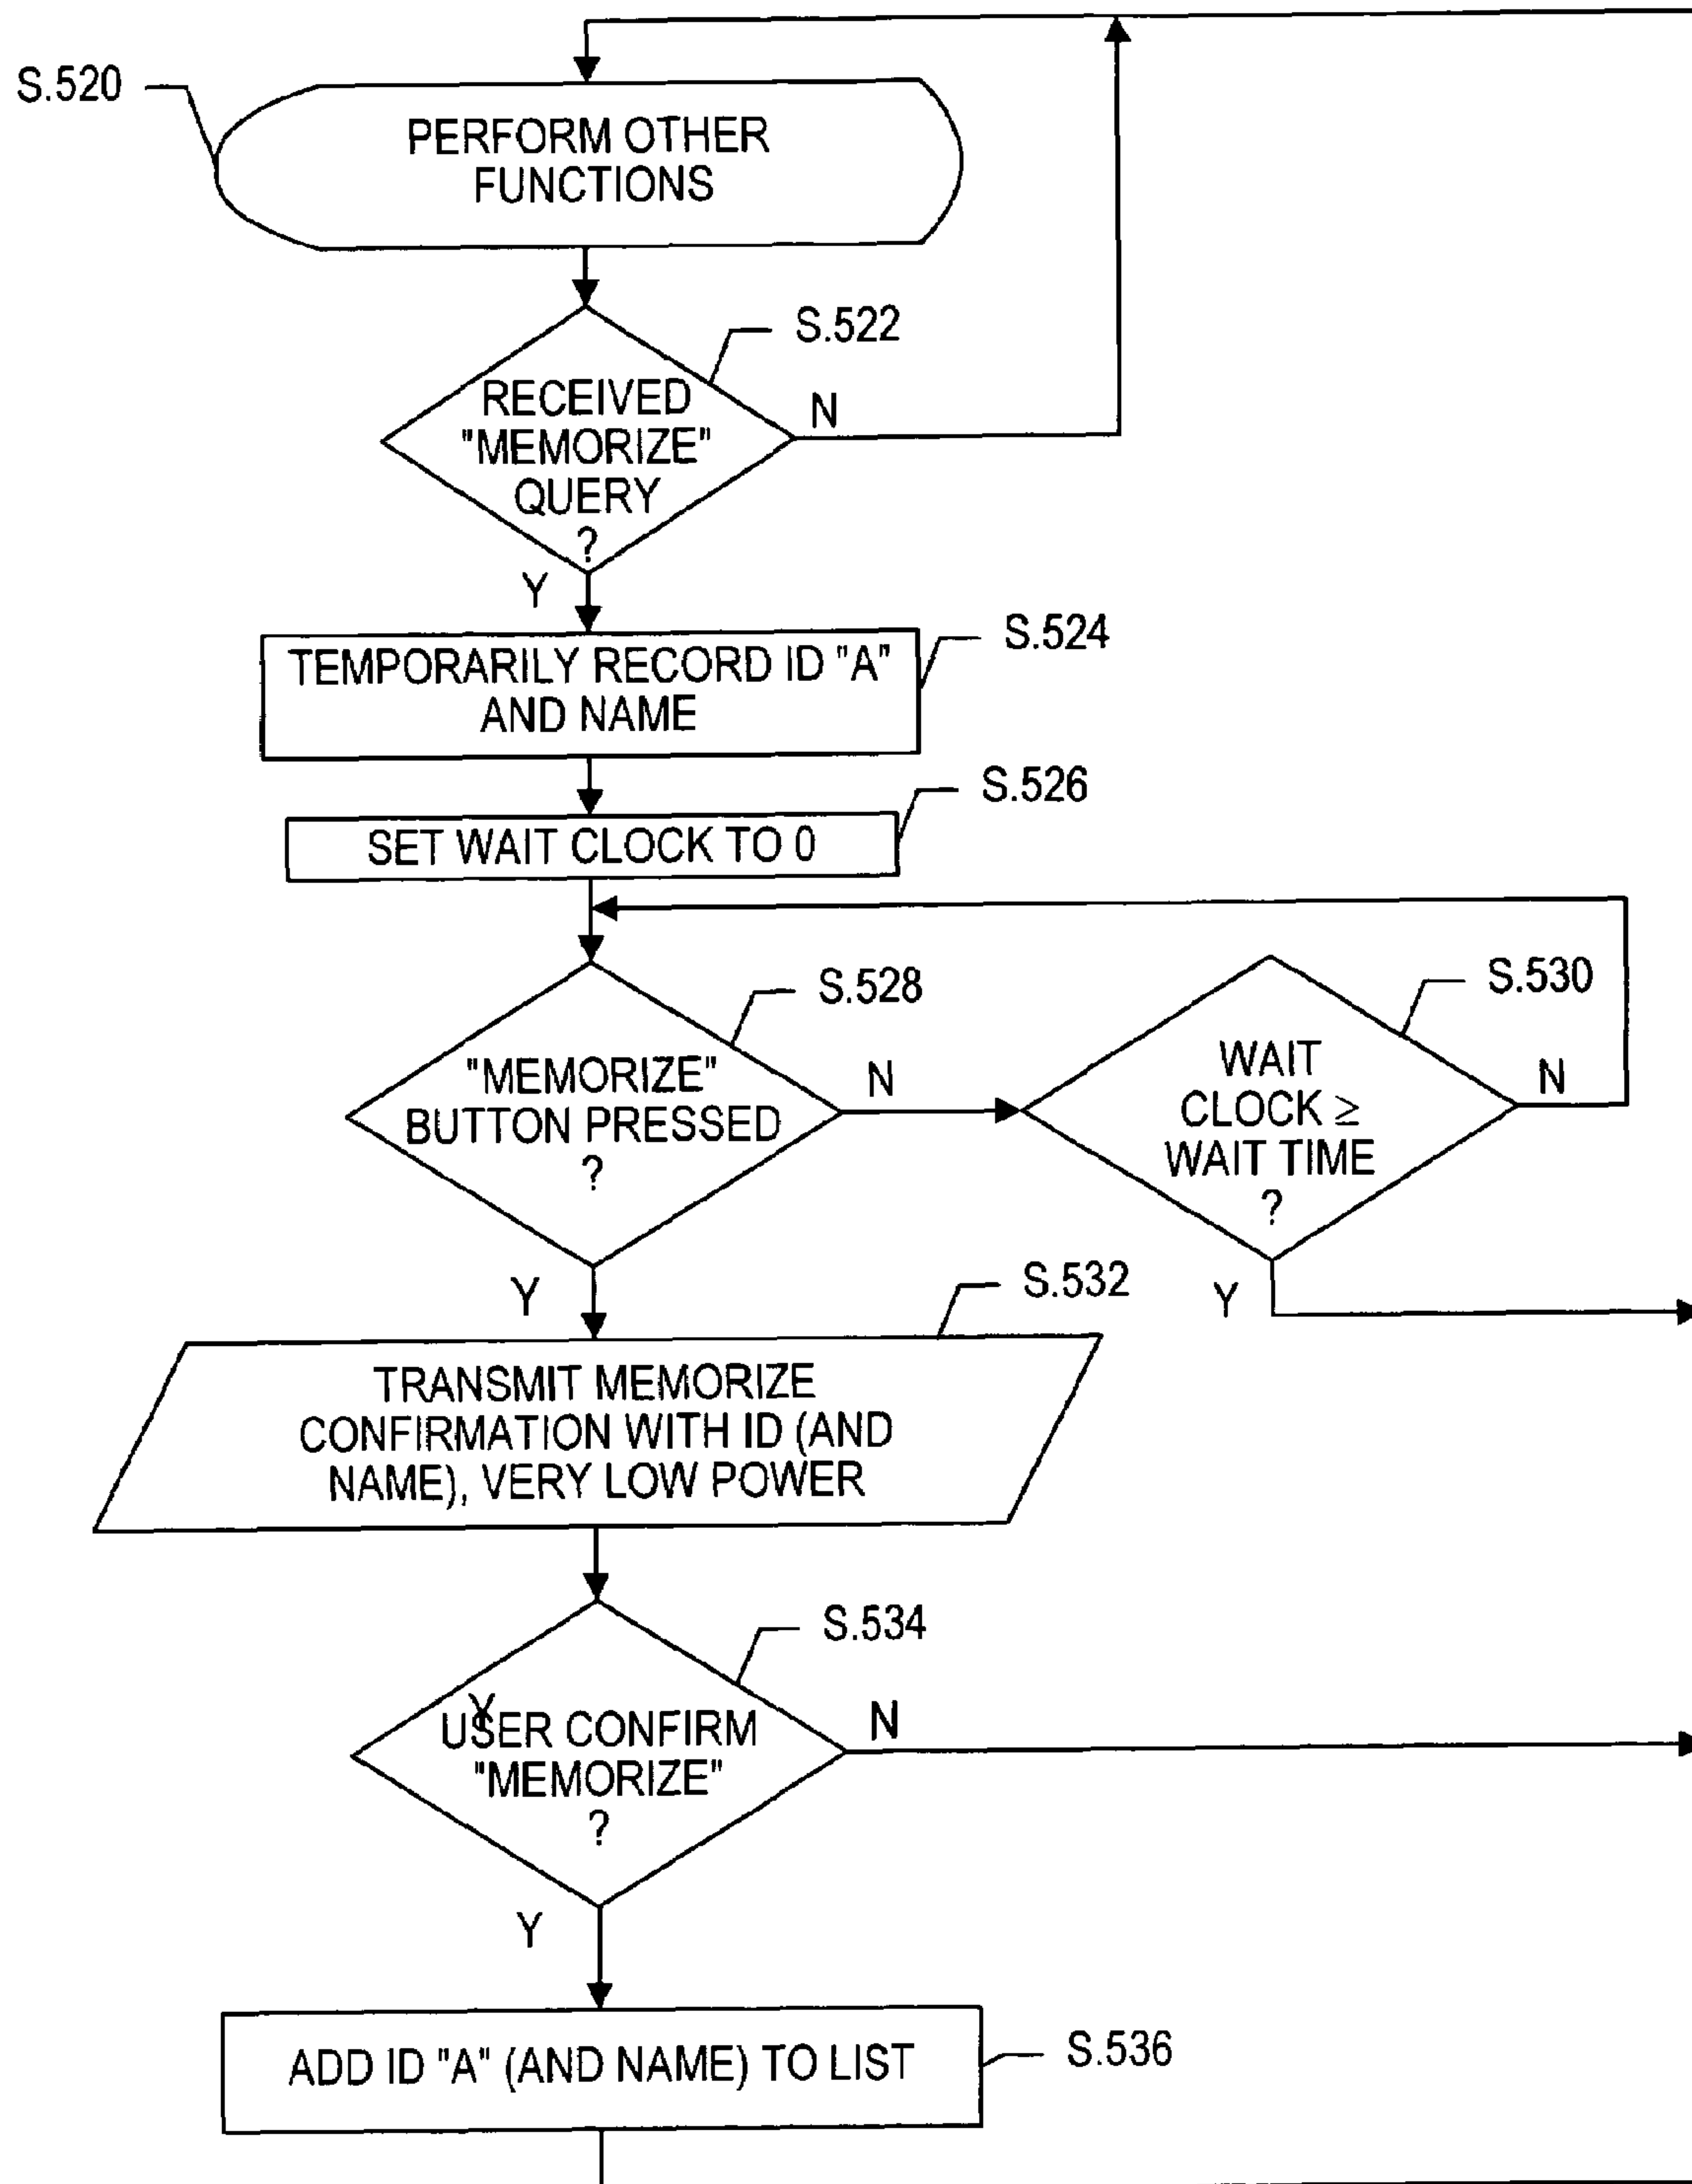 S.520
PERFORM OTHER
FUNCTIONS
S.522
RECEIVED
"MEMORIZE"
QUERY
?
N
Y
S.524
TEMPORARILY RECORD ID "A"
AND NAME
S.526
SET WAIT CLOCK TO 0
S.528
"MEMORIZE"
BUTTON PRESSED
?
N
S.530
WAIT
CLOCK ≥
WAIT TIME
?
N
Y
Y
S.532
TRANSMIT MEMORIZE
CONFIRMATION WITH ID (AND
NAME), VERY LOW POWER
S.534
Y
USER CONFIRM
"MEMORIZE"
?
N
Y
ADD ID "A" (AND NAME) TO LIST
S.536